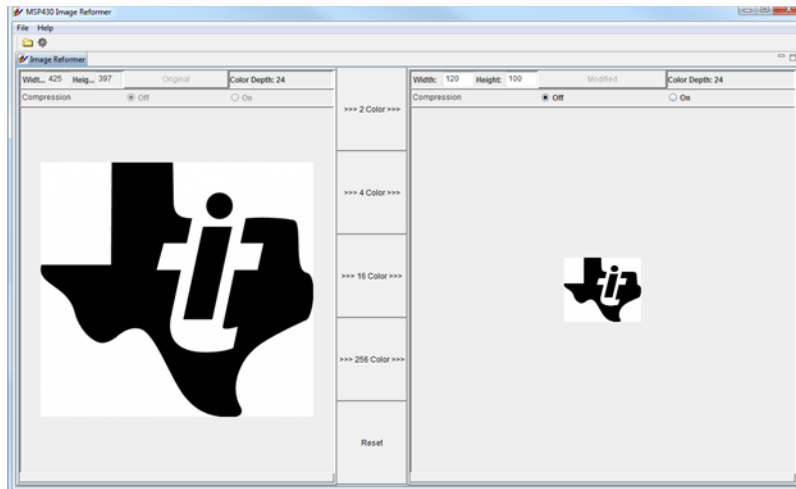 MSP430 Image Reformer
File Help
Image Reformer
Widt... 425 Heig... 397 Original Color Depth: 24
Compression Off On
>>> 2 Color >>>
>>> 4 Color >>>
>>> 16 Color >>>
>>> 256 Color >>>
Reset
Width: 120 Height: 100 Modified Color Depth: 24
Compression Off On
ti